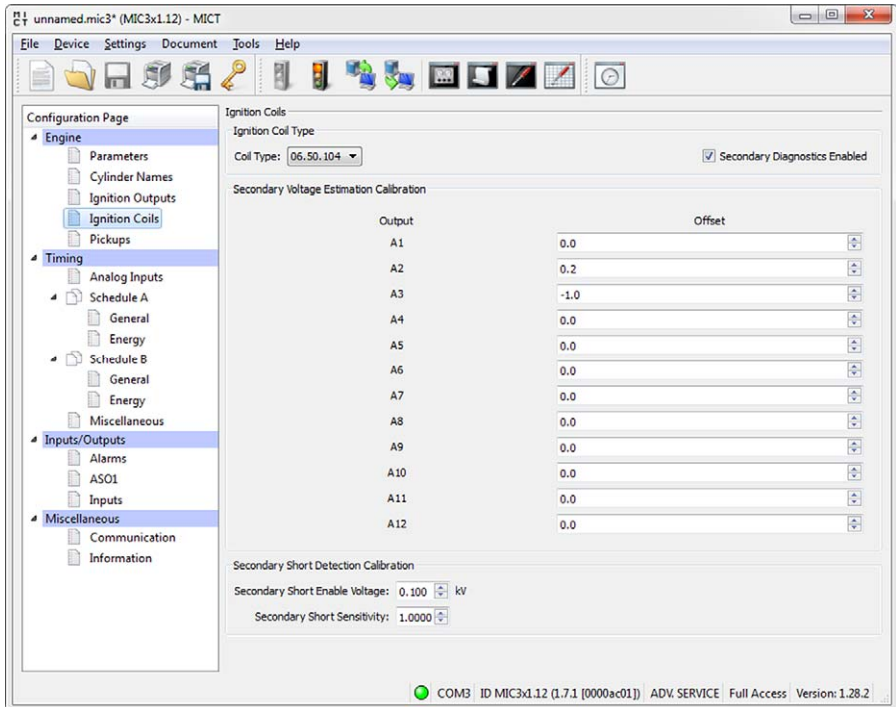 MICT unnamed.mic3* (MIC3x1.12) - MICT
File Device Settings Document Tools Help
Configuration Page
Engine
Parameters
Cylinder Names
Ignition Outputs
Ignition Coils
Pickups
Timing
Analog Inputs
Schedule A
General
Energy
Schedule B
General
Energy
Miscellaneous
Inputs/Outputs
Alarms
ASO1
Inputs
Miscellaneous
Communication
Information
Ignition Coils
Ignition Coil Type
Coil Type: 06.50.104 Secondary Diagnostics Enabled
Secondary Voltage Estimation Calibration
Output Offset
A1 0.0
A2 0.2
A3 -1.0
A4 0.0
A5 0.0
A6 0.0
A7 0.0
A8 0.0
A9 0.0
A10 0.0
A11 0.0
A12 0.0
Secondary Short Detection Calibration
Secondary Short Enable Voltage: 0.100 kV
Secondary Short Sensitivity: 1.0000
COM3 ID MIC3x1.12 (1.7.1 [0000ac01]) ADV. SERVICE Full Access Version: 1.28.2